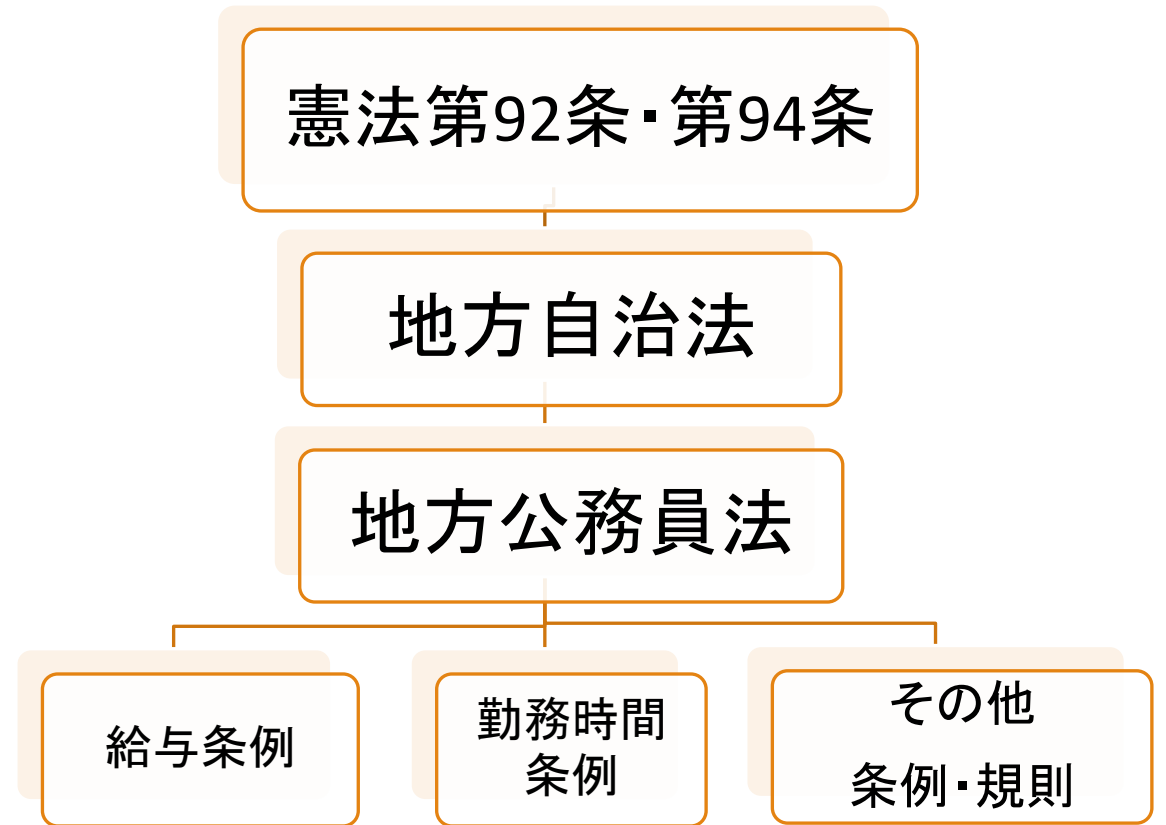 憲法第92条・第94条
地方自治法
地方公務員法
給与条例
勤務時間
条例
その他
条例・規則